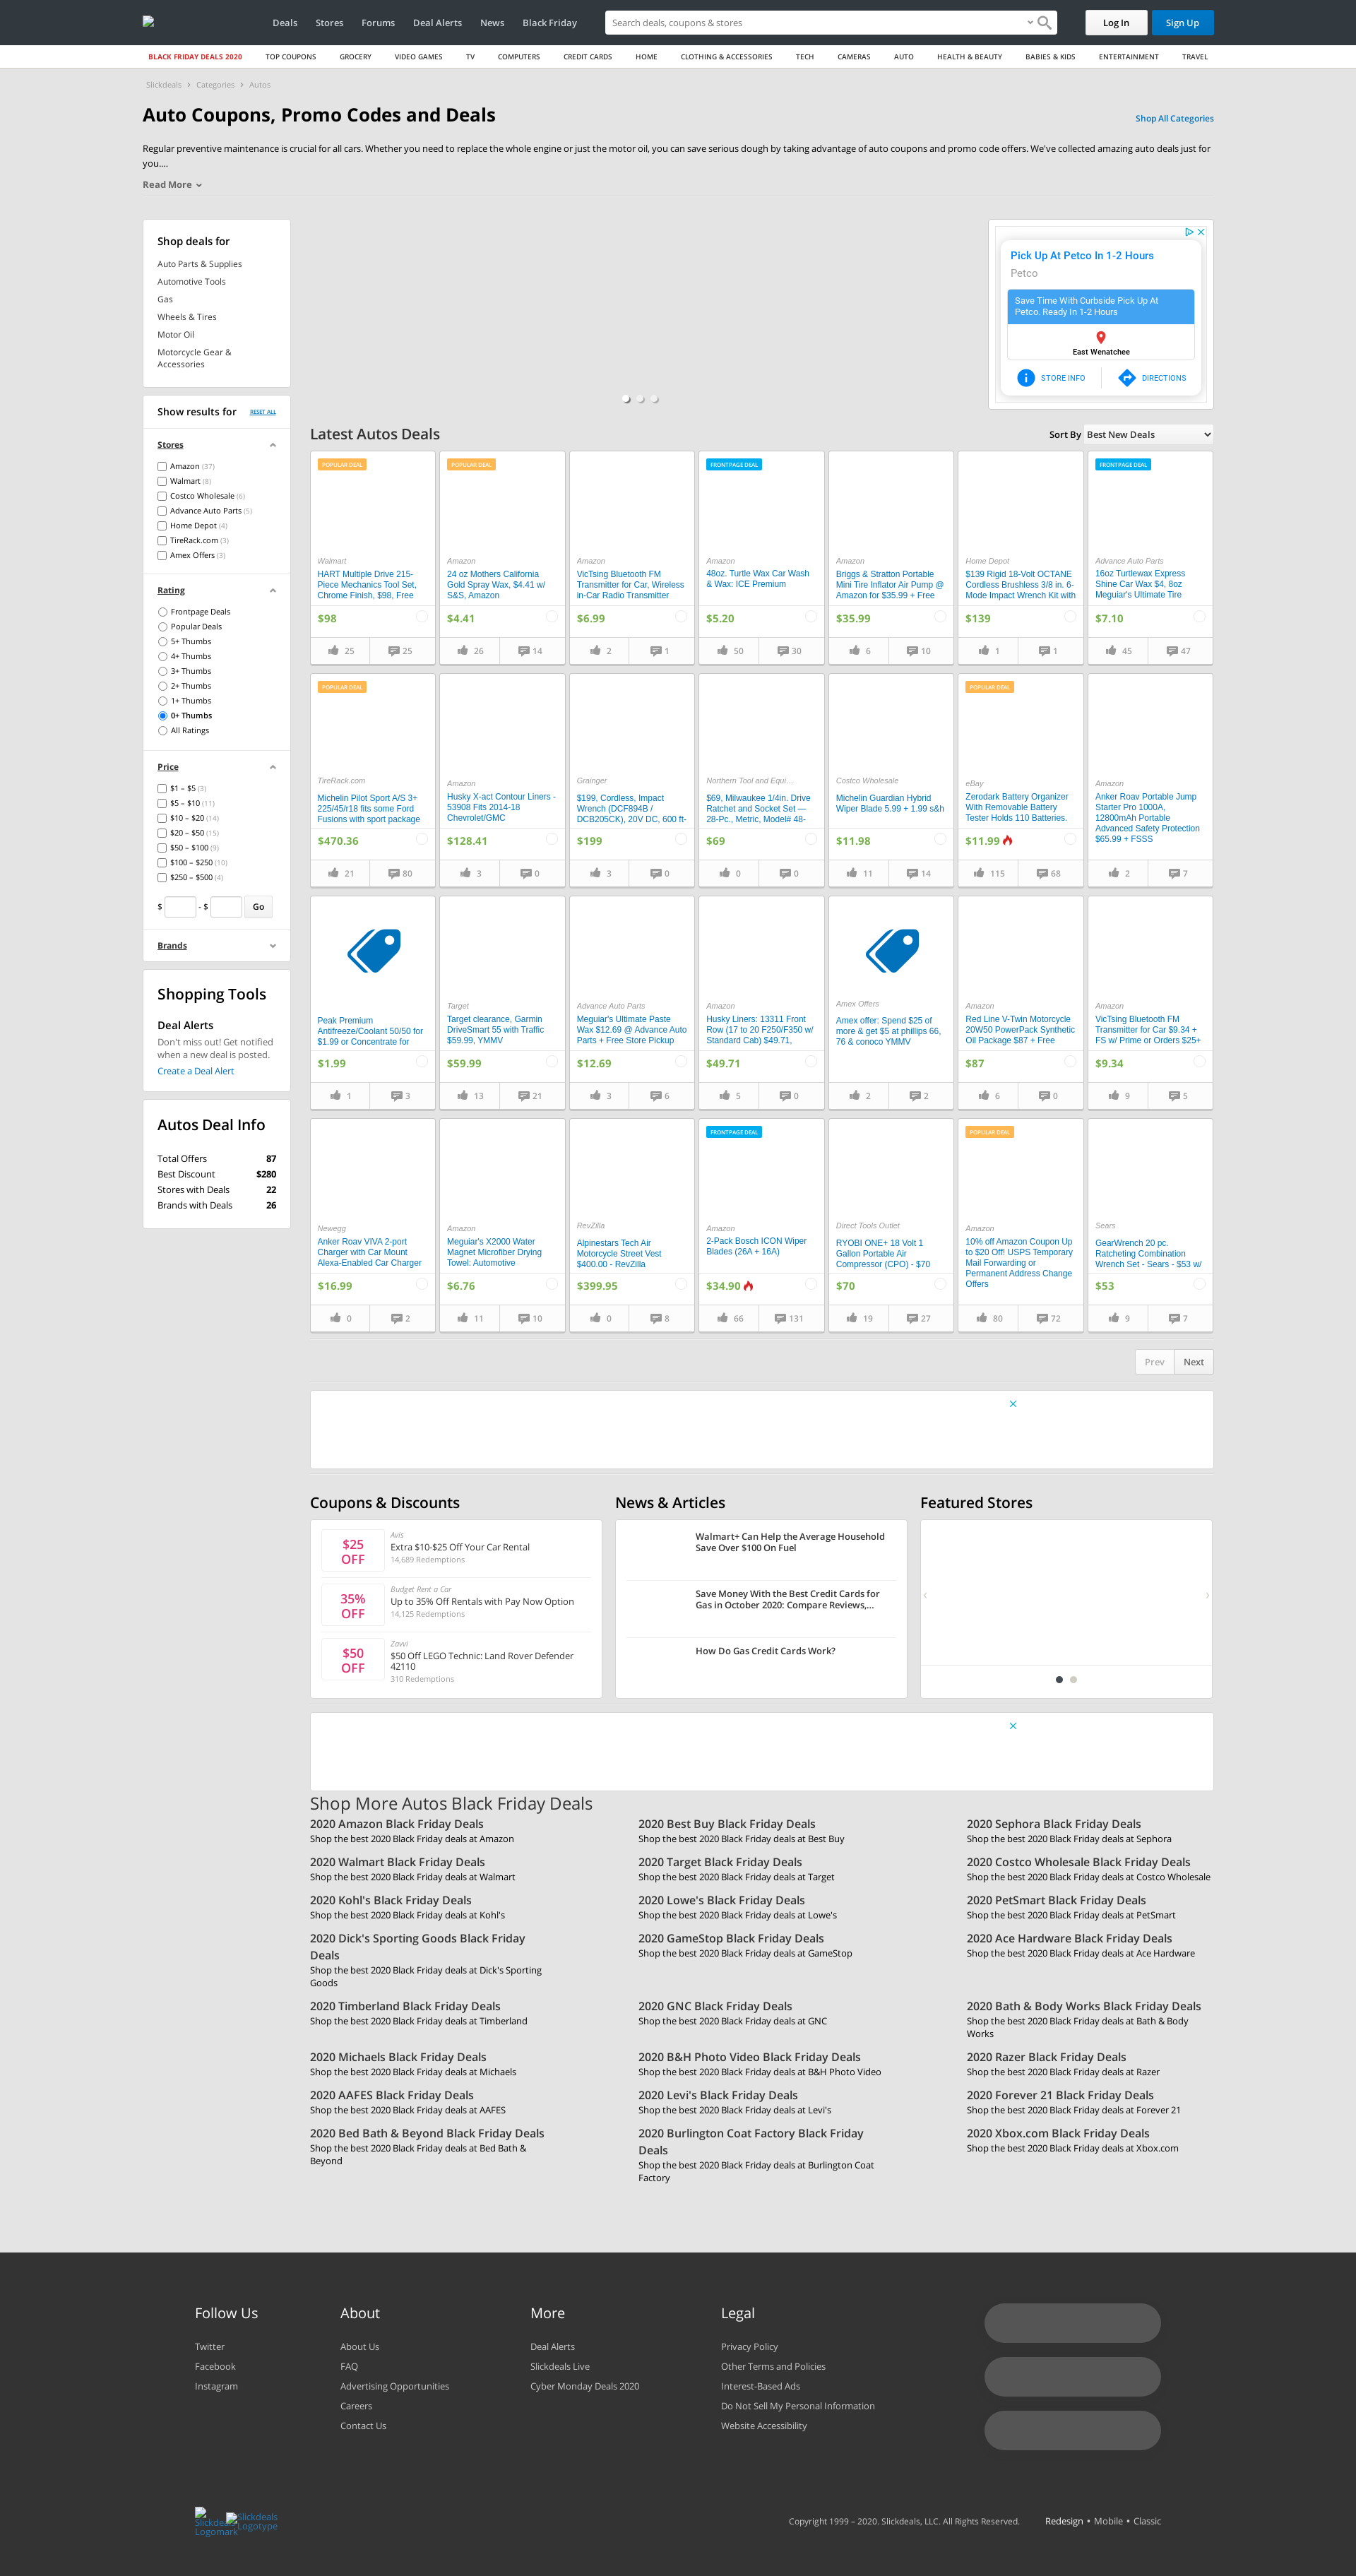 Deals Stores Forums Deal Alerts News Black Friday
Search deals, coupons & stores
Log In
Sign Up
BLACK FRIDAY DEALS 2020 TOP COUPONS GROCERY VIDEO GAMES TV COMPUTERS CREDIT CARDS HOME CLOTHING & ACCESSORIES TECH CAMERAS AUTO HEALTH & BEAUTY BABIES & KIDS ENTERTAINMENT TRAVEL
Slickdeals › Categories › Autos
Auto Coupons, Promo Codes and Deals
Shop All Categories
Regular preventive maintenance is crucial for all cars. Whether you need to replace the whole engine or just the motor oil, you can save serious dough by taking advantage of auto coupons and promo code offers. We've collected amazing auto deals just for
you....
Read More
Shop deals for
Auto Parts & Supplies
Automotive Tools
Gas
Wheels & Tires
Motor Oil
Motorcycle Gear &
Accessories
Show results for
RESET ALL
Stores
Amazon (37)
Walmart (8)
Costco Wholesale (6)
Advance Auto Parts (5)
Home Depot (4)
TireRack.com (3)
Amex Offers (3)
Rating
Frontpage Deals
Popular Deals
5+ Thumbs
4+ Thumbs
3+ Thumbs
2+ Thumbs
1+ Thumbs
0+ Thumbs
All Ratings
Price
$1 – $5 (3)
$5 – $10 (11)
$10 – $20 (14)
$20 – $50 (15)
$50 – $100 (9)
$100 – $250 (10)
$250 – $500 (4)
$ - $ Go
Brands
Shopping Tools
Deal Alerts
Don't miss out! Get notified
when a new deal is posted.
Create a Deal Alert
Autos Deal Info
Total Offers 87
Best Discount $280
Stores with Deals 22
Brands with Deals 26
Pick Up At Petco In 1-2 Hours
Petco
Save Time With Curbside Pick Up At
Petco. Ready In 1-2 Hours
East Wenatchee
STORE INFO
DIRECTIONS
Latest Autos Deals
Sort By Best New Deals
POPULAR DEAL
Walmart
HART Multiple Drive 215-
Piece Mechanics Tool Set,
Chrome Finish, $98, Free
$98
25 25
POPULAR DEAL
Amazon
24 oz Mothers California
Gold Spray Wax, $4.41 w/
S&S, Amazon
$4.41
26 14
Amazon
VicTsing Bluetooth FM
Transmitter for Car, Wireless
in-Car Radio Transmitter
$6.99
2 1
FRONTPAGE DEAL
Amazon
48oz. Turtle Wax Car Wash
& Wax: ICE Premium
$5.20
50 30
Amazon
Briggs & Stratton Portable
Mini Tire Inflator Air Pump @
Amazon for $35.99 + Free
$35.99
6 10
Home Depot
$139 Rigid 18-Volt OCTANE
Cordless Brushless 3/8 in. 6-
Mode Impact Wrench Kit with
$139
1 1
FRONTPAGE DEAL
Advance Auto Parts
16oz Turtlewax Express
Shine Car Wax $4, 8oz
Meguiar's Ultimate Tire
$7.10
45 47
POPULAR DEAL
TireRack.com
Michelin Pilot Sport A/S 3+
225/45/r18 fits some Ford
Fusions with sport package
$470.36
21 80
Amazon
Husky X-act Contour Liners -
53908 Fits 2014-18
Chevrolet/GMC
$128.41
3 0
Grainger
$199, Cordless, Impact
Wrench (DCF894B /
DCB205CK), 20V DC, 600 ft-
$199
3 0
Northern Tool and Equi…
$69, Milwaukee 1/4in. Drive
Ratchet and Socket Set —
28-Pc., Metric, Model# 48-
$69
0 0
Costco Wholesale
Michelin Guardian Hybrid
Wiper Blade 5.99 + 1.99 s&h
$11.98
11 14
POPULAR DEAL
eBay
Zerodark Battery Organizer
With Removable Battery
Tester Holds 110 Batteries.
$11.99
115 68
Amazon
Anker Roav Portable Jump
Starter Pro 1000A,
12800mAh Portable
Advanced Safety Protection
$65.99 + FSSS
2 7
Peak Premium
Antifreeze/Coolant 50/50 for
$1.99 or Concentrate for
$1.99
1 3
Target
Target clearance, Garmin
DriveSmart 55 with Traffic
$59.99, YMMV
$59.99
13 21
Advance Auto Parts
Meguiar's Ultimate Paste
Wax $12.69 @ Advance Auto
Parts + Free Store Pickup
$12.69
3 6
Amazon
Husky Liners: 13311 Front
Row (17 to 20 F250/F350 w/
Standard Cab) $49.71,
$49.71
5 0
Amex Offers
Amex offer: Spend $25 of
more & get $5 at phillips 66,
76 & conoco YMMV
2 2
Amazon
Red Line V-Twin Motorcycle
20W50 PowerPack Synthetic
Oil Package $87 + Free
$87
6 0
Amazon
VicTsing Bluetooth FM
Transmitter for Car $9.34 +
FS w/ Prime or Orders $25+
$9.34
9 5
Newegg
Anker Roav VIVA 2-port
Charger with Car Mount
Alexa-Enabled Car Charger
$16.99
0 2
Amazon
Meguiar's X2000 Water
Magnet Microfiber Drying
Towel: Automotive
$6.76
11 10
RevZilla
Alpinestars Tech Air
Motorcycle Street Vest
$400.00 - RevZilla
$399.95
0 8
FRONTPAGE DEAL
Amazon
2-Pack Bosch ICON Wiper
Blades (26A + 16A)
$34.90
66 131
Direct Tools Outlet
RYOBI ONE+ 18 Volt 1
Gallon Portable Air
Compressor (CPO) - $70
$70
19 27
POPULAR DEAL
Amazon
10% off Amazon Coupon Up
to $20 Off! USPS Temporary
Mail Forwarding or
Permanent Address Change
Offers
80 72
Sears
GearWrench 20 pc.
Ratcheting Combination
Wrench Set - Sears - $53 w/
$53
9 7
Prev Next
Coupons & Discounts
$25
OFF
Avis
Extra $10-$25 Off Your Car Rental
14,689 Redemptions
35%
OFF
Budget Rent a Car
Up to 35% Off Rentals with Pay Now Option
14,125 Redemptions
$50
OFF
Zavvi
$50 Off LEGO Technic: Land Rover Defender
42110
310 Redemptions
News & Articles
Walmart+ Can Help the Average Household
Save Over $100 On Fuel
Save Money With the Best Credit Cards for
Gas in October 2020: Compare Reviews,...
How Do Gas Credit Cards Work?
Featured Stores
Shop More Autos Black Friday Deals
2020 Amazon Black Friday Deals
Shop the best 2020 Black Friday deals at Amazon
2020 Best Buy Black Friday Deals
Shop the best 2020 Black Friday deals at Best Buy
2020 Sephora Black Friday Deals
Shop the best 2020 Black Friday deals at Sephora
2020 Walmart Black Friday Deals
Shop the best 2020 Black Friday deals at Walmart
2020 Target Black Friday Deals
Shop the best 2020 Black Friday deals at Target
2020 Costco Wholesale Black Friday Deals
Shop the best 2020 Black Friday deals at Costco Wholesale
2020 Kohl's Black Friday Deals
Shop the best 2020 Black Friday deals at Kohl's
2020 Lowe's Black Friday Deals
Shop the best 2020 Black Friday deals at Lowe's
2020 PetSmart Black Friday Deals
Shop the best 2020 Black Friday deals at PetSmart
2020 Dick's Sporting Goods Black Friday
Deals
Shop the best 2020 Black Friday deals at Dick's Sporting
Goods
2020 GameStop Black Friday Deals
Shop the best 2020 Black Friday deals at GameStop
2020 Ace Hardware Black Friday Deals
Shop the best 2020 Black Friday deals at Ace Hardware
2020 Timberland Black Friday Deals
Shop the best 2020 Black Friday deals at Timberland
2020 GNC Black Friday Deals
Shop the best 2020 Black Friday deals at GNC
2020 Bath & Body Works Black Friday Deals
Shop the best 2020 Black Friday deals at Bath & Body
Works
2020 Michaels Black Friday Deals
Shop the best 2020 Black Friday deals at Michaels
2020 B&H Photo Video Black Friday Deals
Shop the best 2020 Black Friday deals at B&H Photo Video
2020 Razer Black Friday Deals
Shop the best 2020 Black Friday deals at Razer
2020 AAFES Black Friday Deals
Shop the best 2020 Black Friday deals at AAFES
2020 Levi's Black Friday Deals
Shop the best 2020 Black Friday deals at Levi's
2020 Forever 21 Black Friday Deals
Shop the best 2020 Black Friday deals at Forever 21
2020 Bed Bath & Beyond Black Friday Deals
Shop the best 2020 Black Friday deals at Bed Bath &
Beyond
2020 Burlington Coat Factory Black Friday
Deals
Shop the best 2020 Black Friday deals at Burlington Coat
Factory
2020 Xbox.com Black Friday Deals
Shop the best 2020 Black Friday deals at Xbox.com
Follow Us
Twitter
Facebook
Instagram
About
About Us
FAQ
Advertising Opportunities
Careers
Contact Us
More
Deal Alerts
Slickdeals Live
Cyber Monday Deals 2020
Legal
Privacy Policy
Other Terms and Policies
Interest-Based Ads
Do Not Sell My Personal Information
Website Accessibility
Logomark
Slickdeals
Logotype
Copyright 1999 – 2020. Slickdeals, LLC. All Rights Reserved.
Redesign • Mobile • Classic